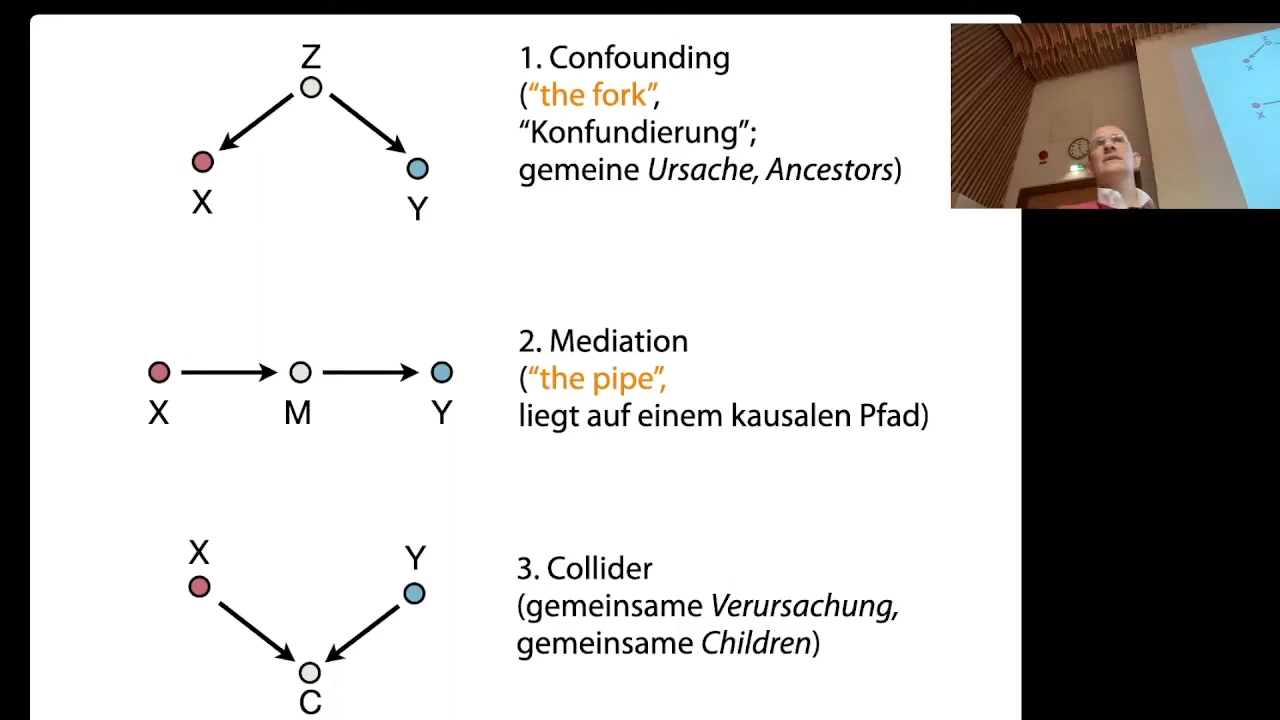 Z
X
Y
1. Confounding
(“the fork”,
“Konfundierung”;
gemeine Ursache, Ancestors)
X
M
Y
2. Mediation
(“the pipe”,
liegt auf einem kausalen Pfad)
X
Y
C
3. Collider
(gemeinsame Verursachung,
gemeinsame Children)
X
X